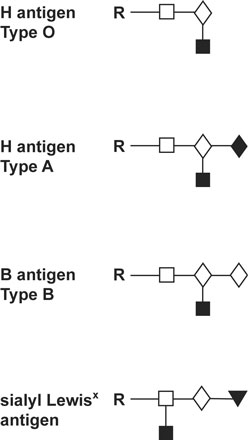 H antigen R
Type O
H antigen R
Type A
B antigen R
Type B
sialyl Lewisx R
antigen